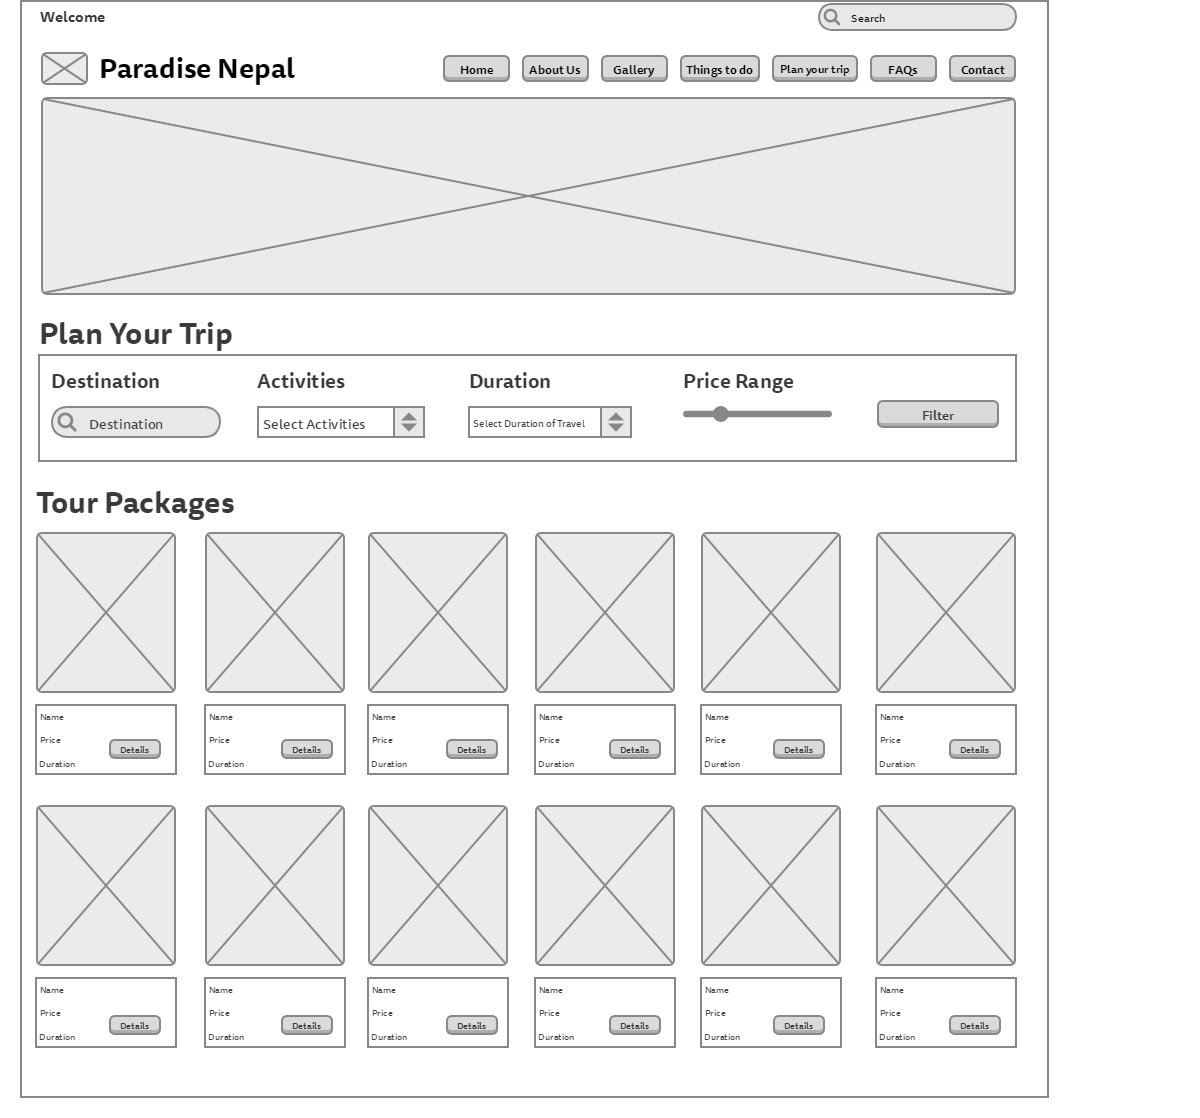 Welcome
Search
Paradise Nepal
Home
About Us
Gallery
Things to do
Plan your trip
FAQs
Contact
Plan Your Trip
Destination
Activities
Duration
Price Range
Destination
Select Activities
Select Duration of Travel
Filter
Tour Packages
Name
Price
Details
Duration
Name
Price
Details
Duration
Name
Price
Details
Duration
Name
Price
Details
Duration
Name
Price
Details
Duration
Name
Price
Details
Duration
Name
Price
Details
Duration
Name
Price
Details
Duration
Name
Price
Details
Duration
Name
Price
Details
Duration
Name
Price
Details
Duration
Name
Price
Details
Duration